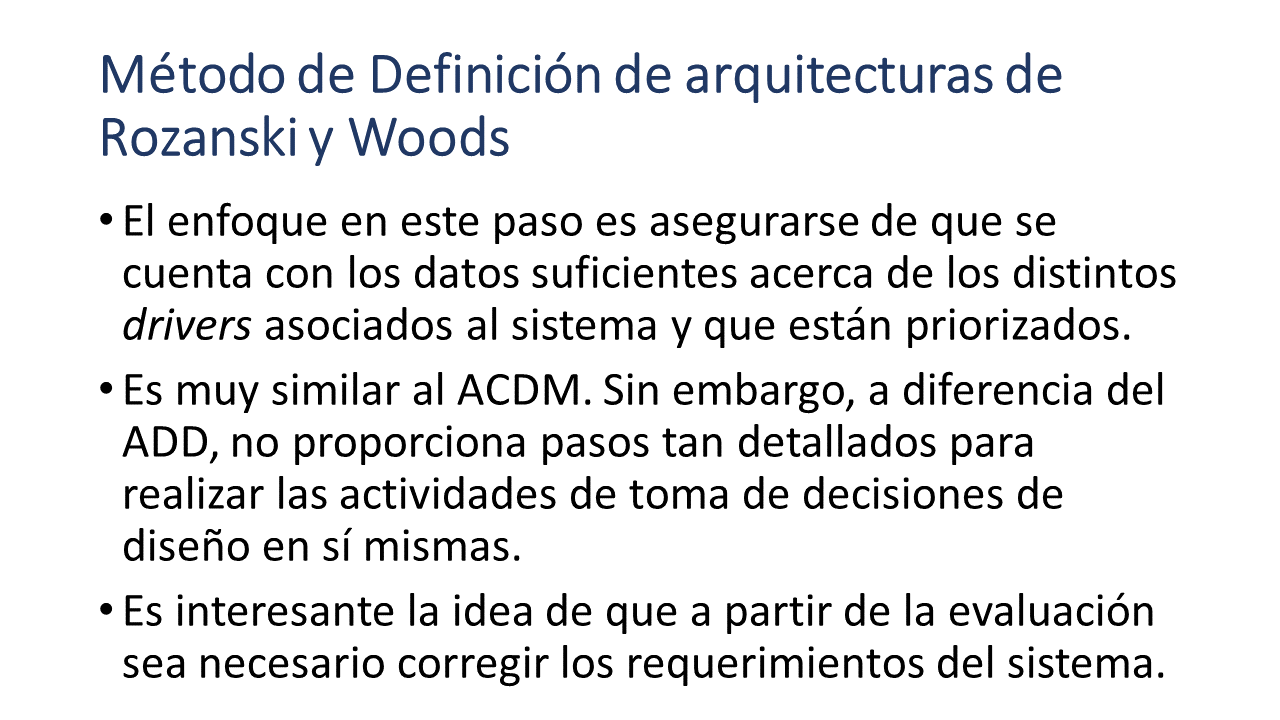 Método de Definición de arquitecturas de
Rozanski y Woods
• El enfoque en este paso es asegurarse de que se
cuenta con los datos suficientes acerca de los distintos
drivers asociados al sistema y que están priorizados.
• Es muy similar al ACDM. Sin embargo, a diferencia del
ADD, no proporciona pasos tan detallados para
realizar las actividades de toma de decisiones de
diseño en sí mismas.
• Es interesante la idea de que a partir de la evaluación
sea necesario corregir los requerimientos del sistema.